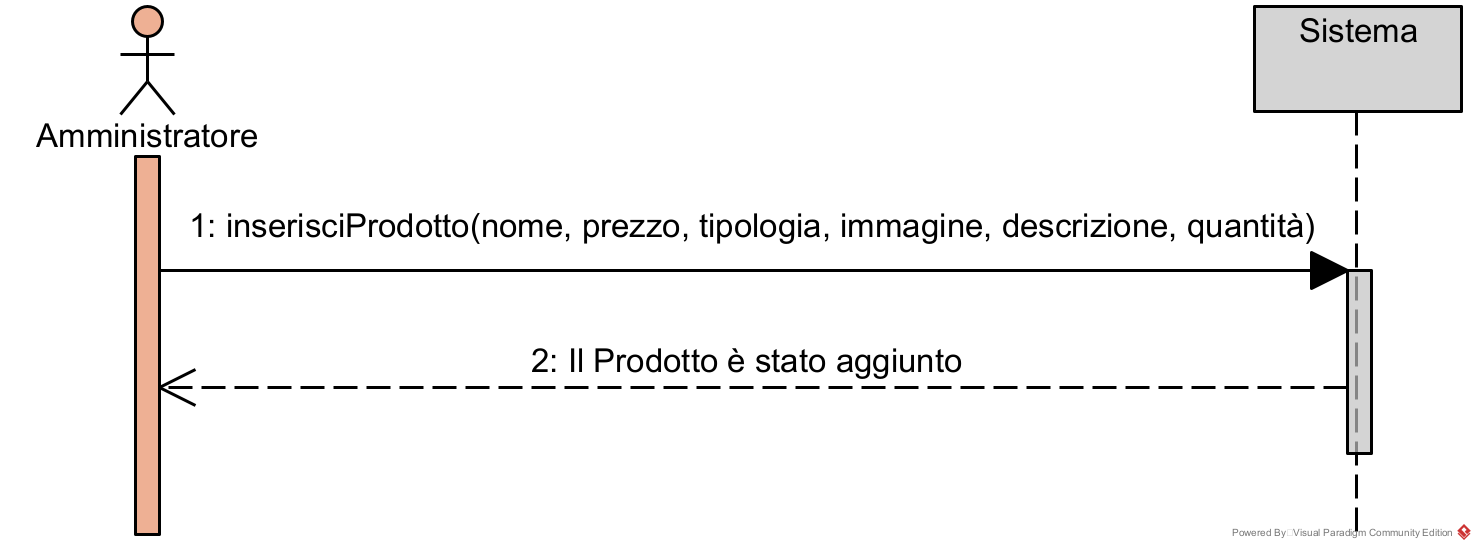 Sistema
Amministratore
1: inserisciProdotto(nome, prezzo, tipologia, immagine, descrizione, quantità)
2: Il Prodotto è stato aggiunto
Powered By Visual Paradigm Community Edition